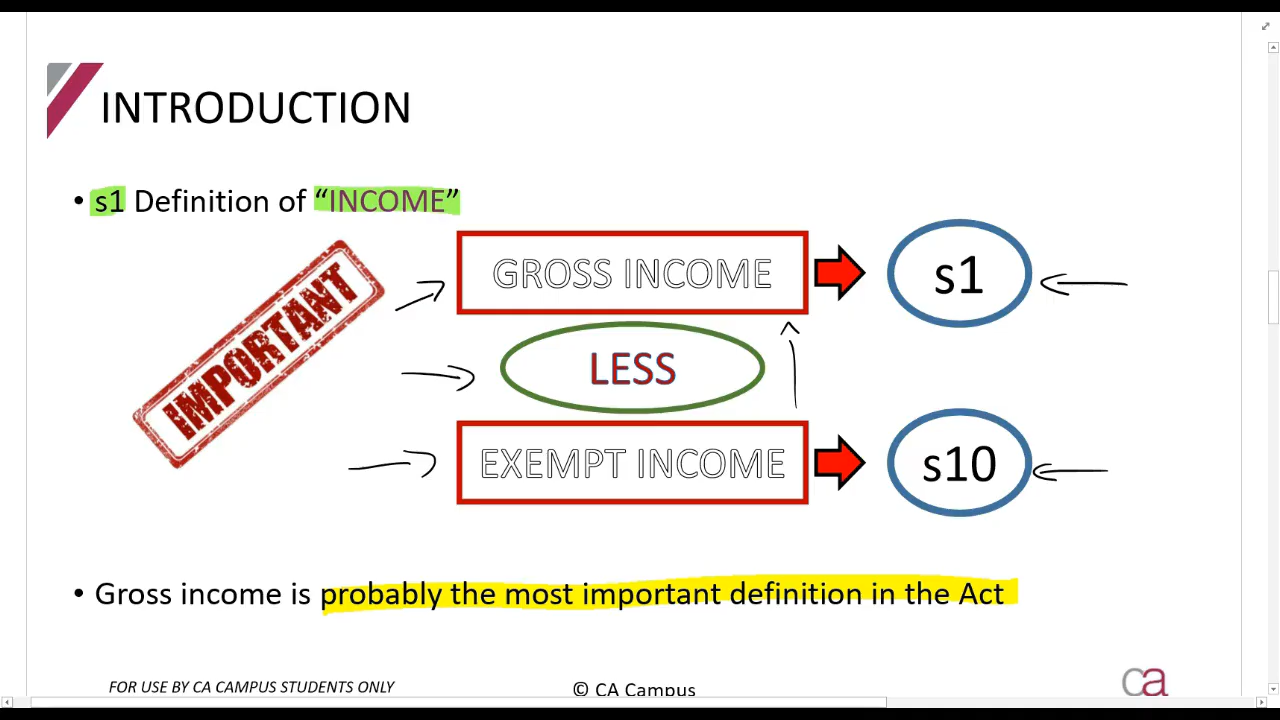 INTRODUCTION
• s1 Definition of “INCOME”
IMPORTANT
GROSS INCOME
s1
LESS
EXEMPT INCOME
s10
• Gross income is probably the most important definition in the Act
FOR USE BY CA CAMPUS STUDENTS ONLY
© CA Campus
ca